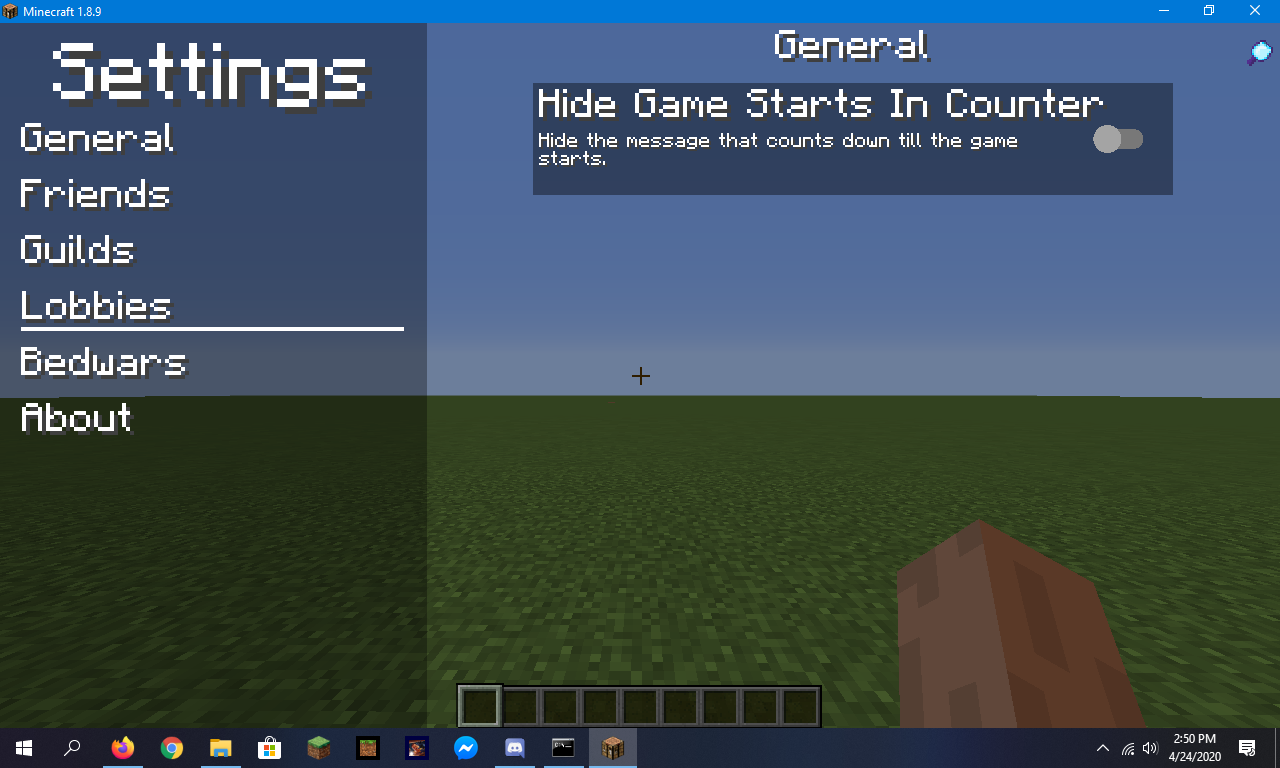 Minecraft 1.8.9
Settings
General
Friends
Guilds
Lobbies
Bedwars
About
General
Hide Game Starts In Counter
Hide the message that counts down till the game
starts.
2:50 PM
4/24/2020